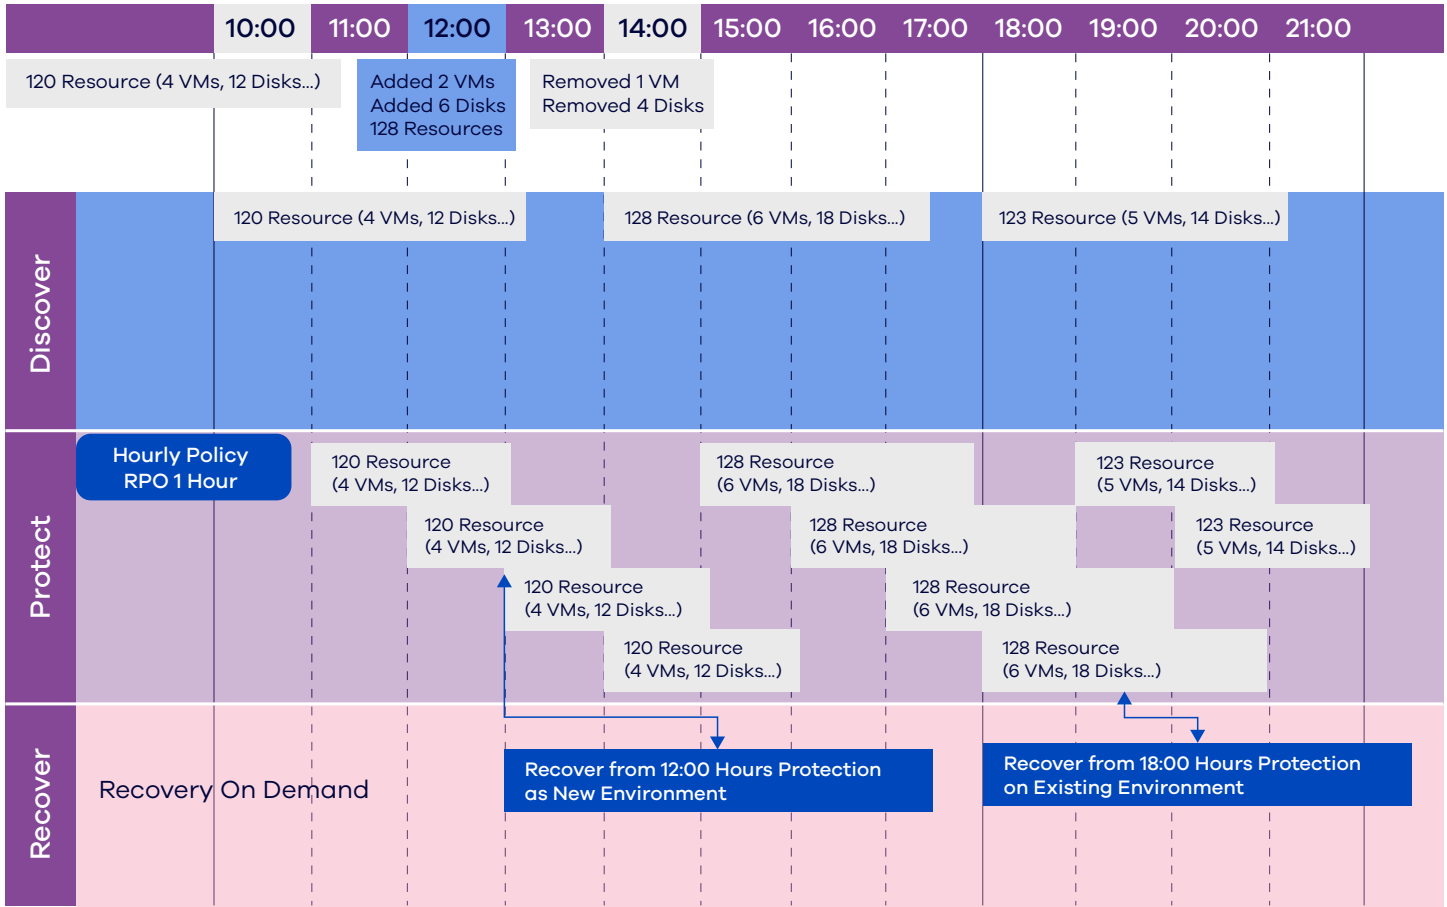 10:00 11:00 12:00 13:00 14:00 15:00 16:00 17:00 18:00 19:00 20:00 21:00
120 Resource (4 VMs, 12 Disks...)
Added 2 VMs
Added 6 Disks
128 Resources
Removed 1 VM
Removed 4 Disks
Discover
120 Resource (4 VMs, 12 Disks...)
128 Resource (6 VMs, 18 Disks...)
123 Resource (5 VMs, 14 Disks...)
Protect
Hourly Policy
RPO 1 Hour
120 Resource
(4 VMs, 12 Disks...)
120 Resource
(4 VMs, 12 Disks...)
120 Resource
(4 VMs, 12 Disks...)
120 Resource
(4 VMs, 12 Disks...)
128 Resource
(6 VMs, 18 Disks...)
128 Resource
(6 VMs, 18 Disks...)
128 Resource
(6 VMs, 18 Disks...)
128 Resource
(6 VMs, 18 Disks...)
123 Resource
(5 VMs, 14 Disks...)
123 Resource
(5 VMs, 14 Disks...)
Recover
Recovery On Demand
Recover from 12:00 Hours Protection
as New Environment
Recover from 18:00 Hours Protection
on Existing Environment